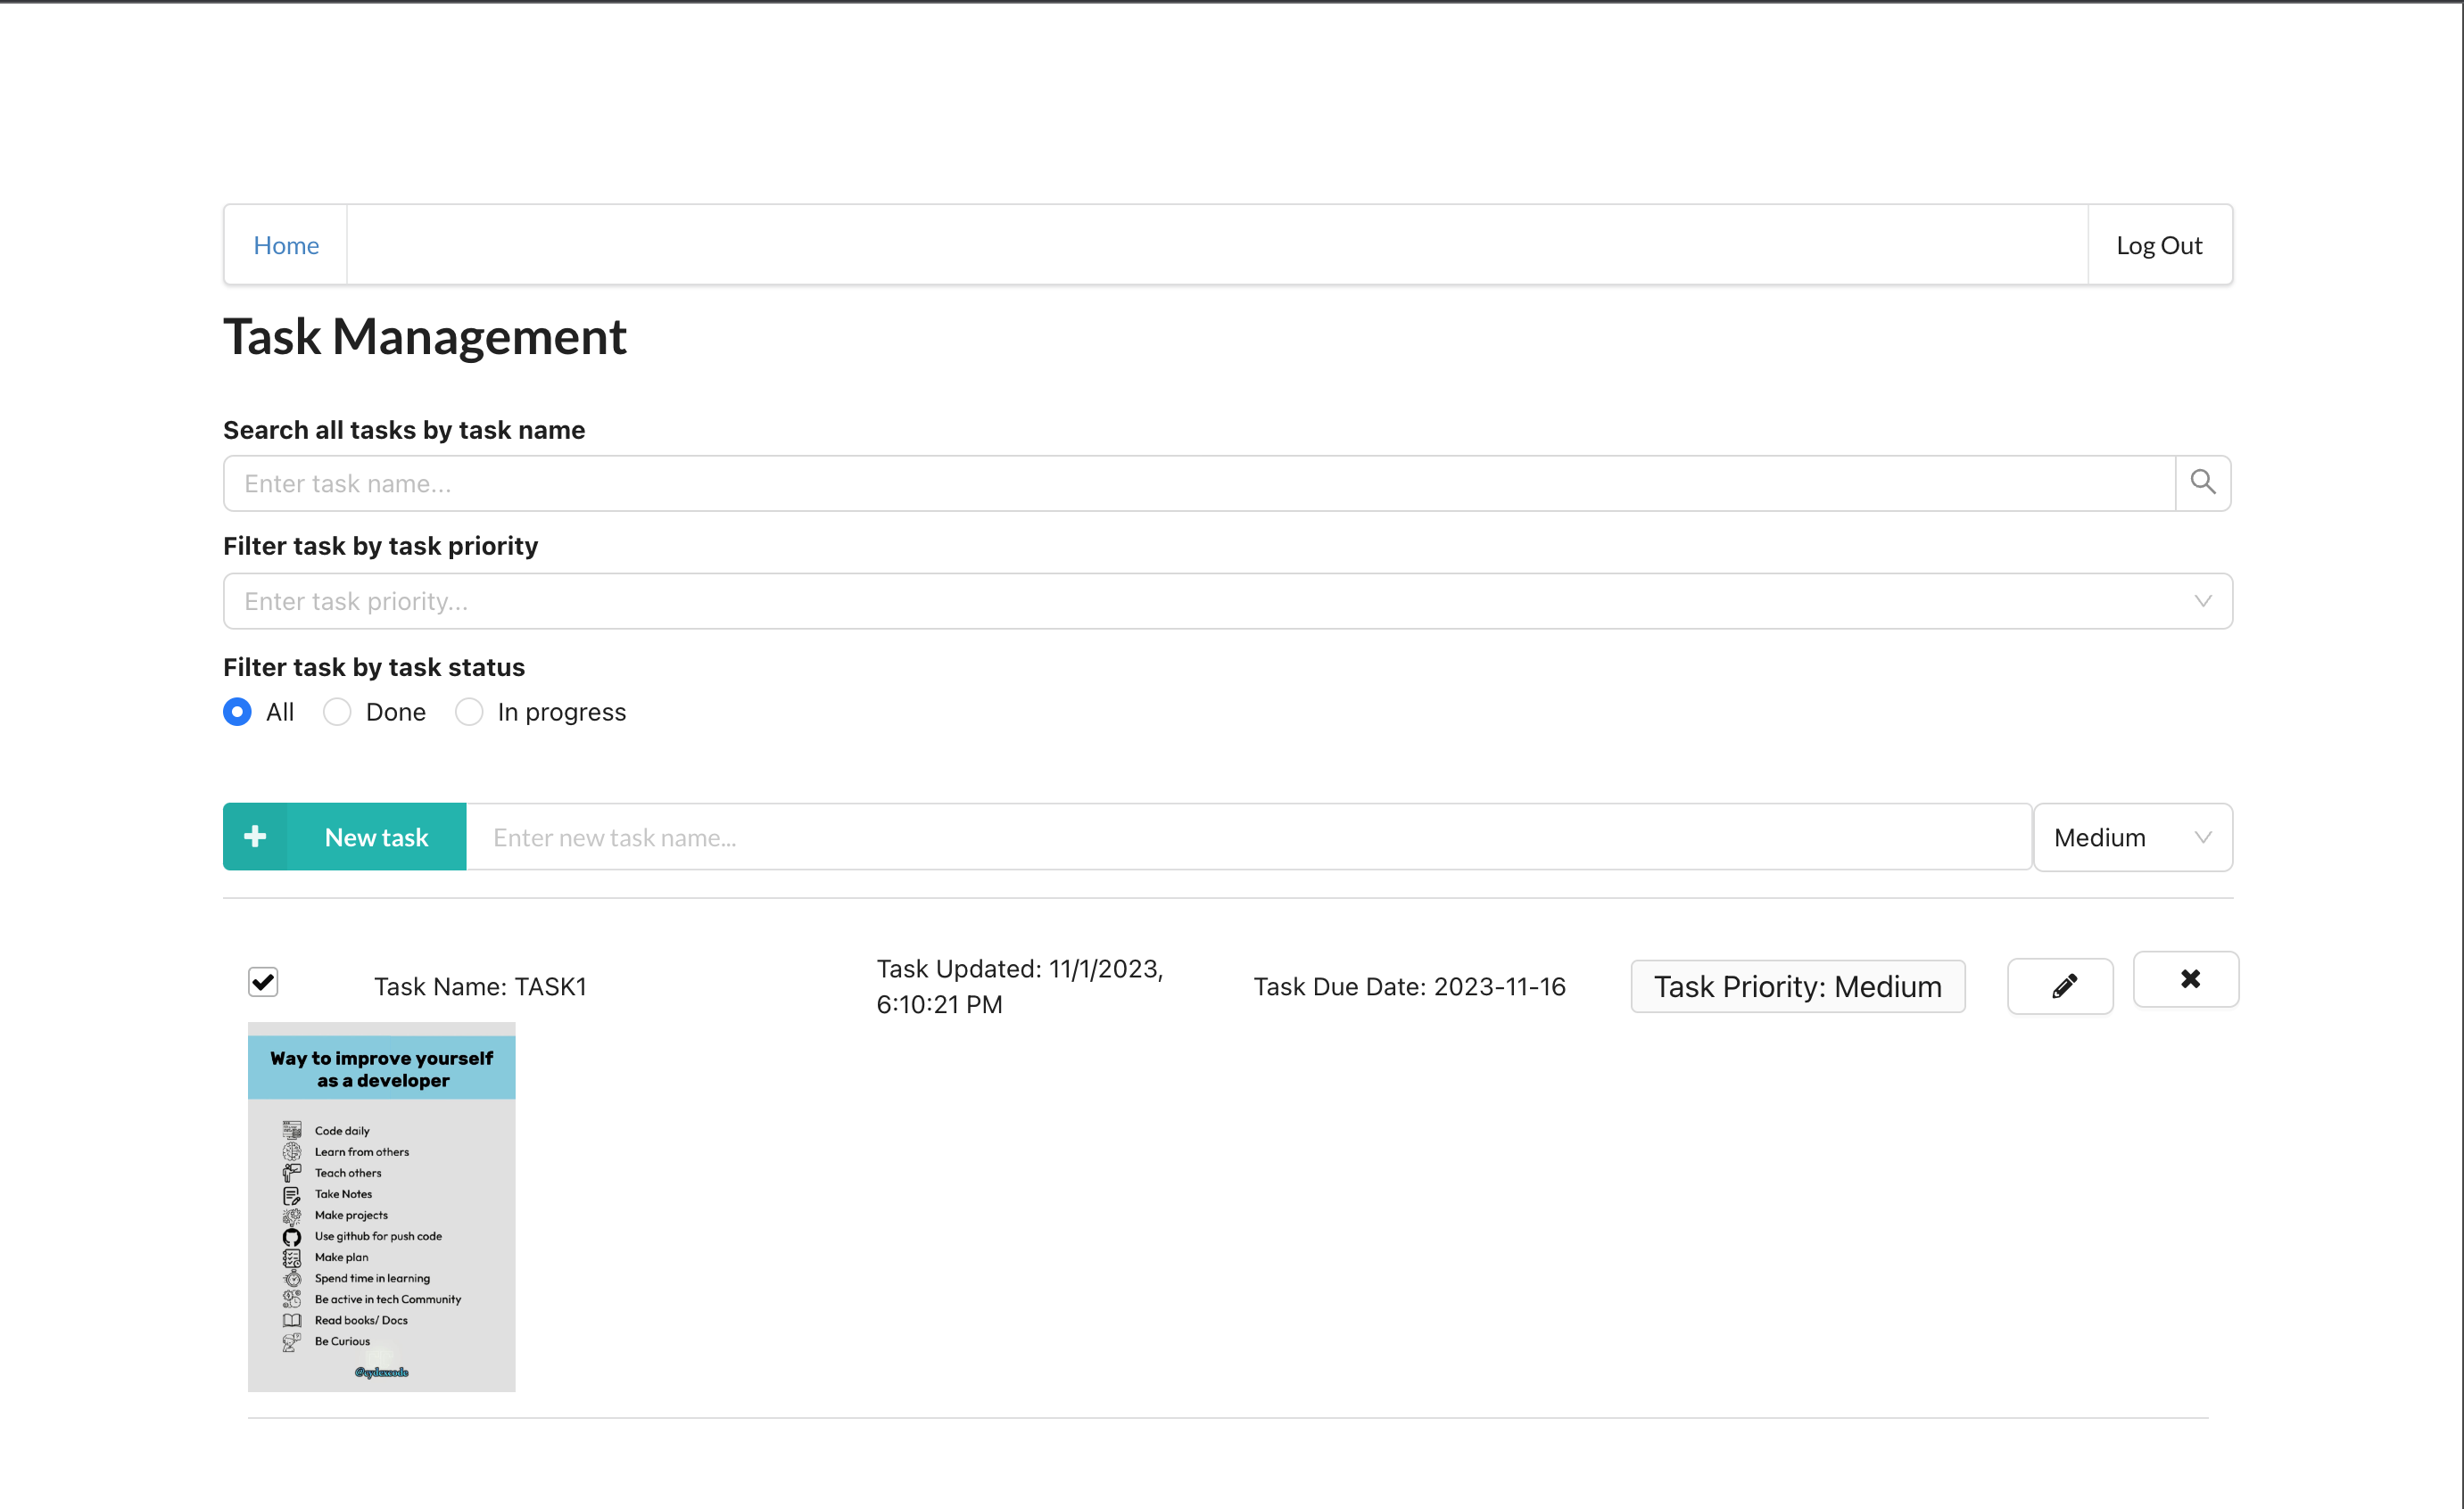 Home
Log Out
Task Management
Search all tasks by task name
Enter task name...
Filter task by task priority
Enter task priority...
Filter task by task status
All Done In progress
New task
Enter new task name...
Medium
Task Name: TASK1
Task Updated: 11/1/2023,
6:10:21 PM
Task Due Date: 2023-11-16
Task Priority: Medium
Way to improve yourself
as a developer
Code daily
Learn from others
Teach others
Take Notes
Make projects
Use github for push code
Make plan
Spend time in learning
Be active in tech Community
Read books/ Docs
Be Curious